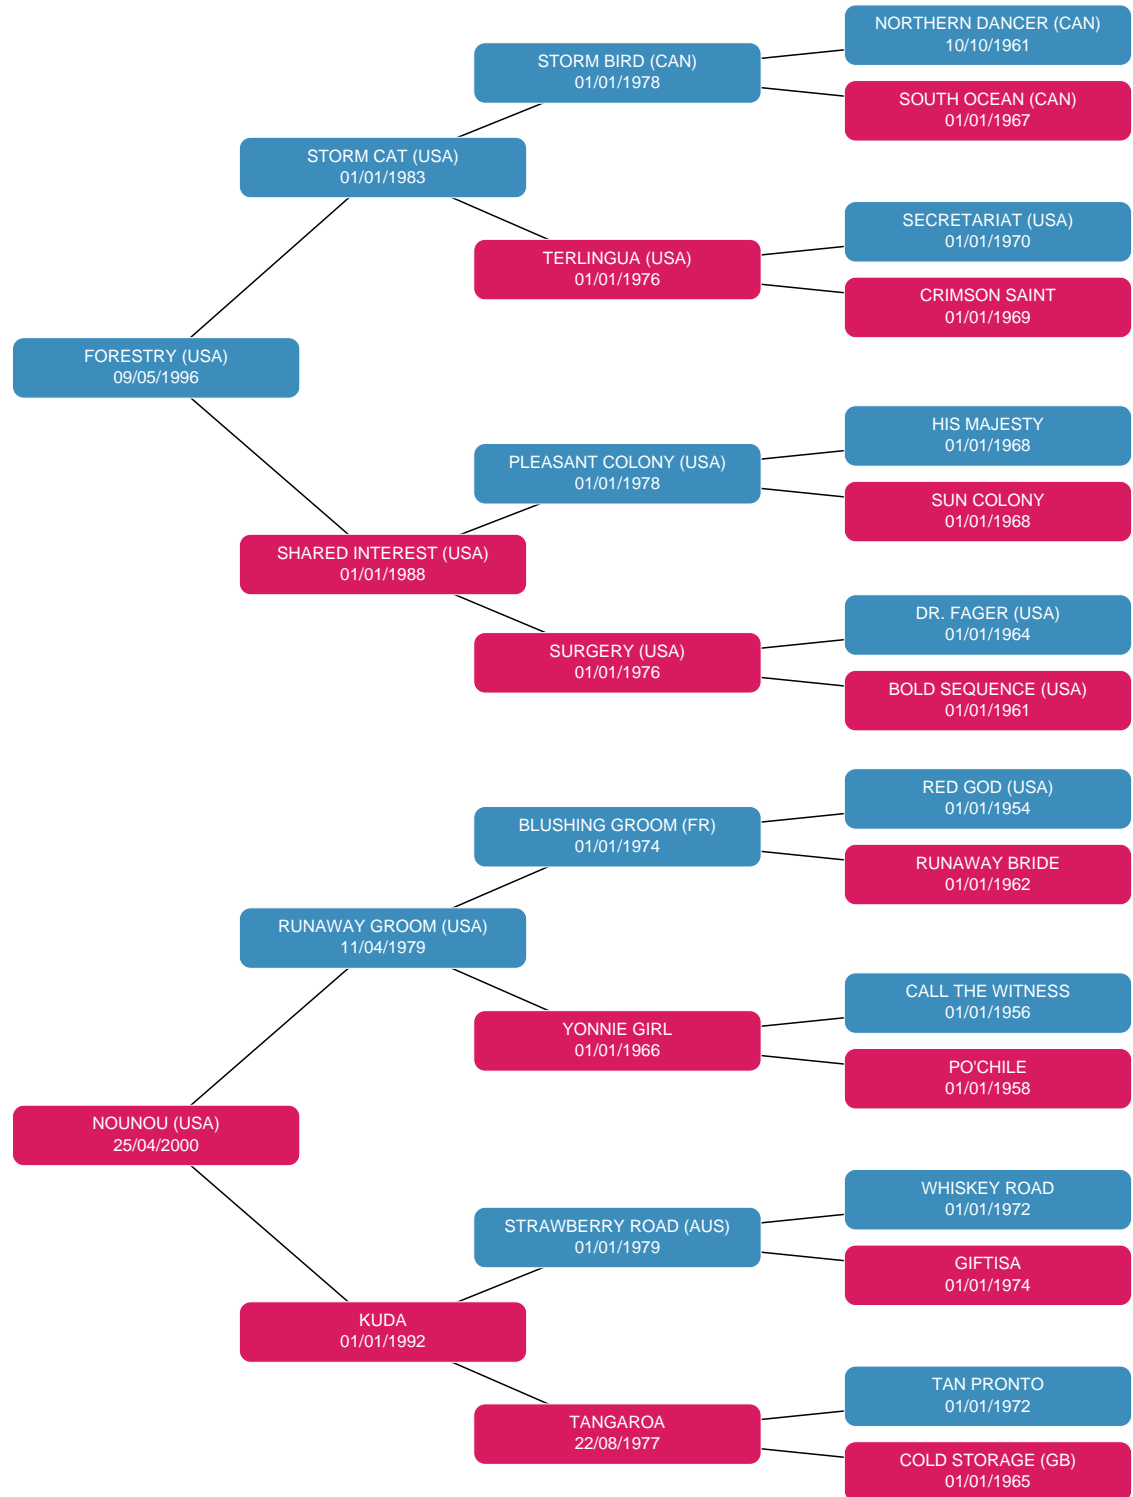 NORTHERN DANCER (CAN)
10/10/1961
STORM BIRD (CAN)
01/01/1978
SOUTH OCEAN (CAN)
01/01/1967
STORM CAT (USA)
01/01/1983
SECRETARIAT (USA)
01/01/1970
TERLINGUA (USA)
01/01/1976
CRIMSON SAINT
01/01/1969
FORESTRY (USA)
09/05/1996
HIS MAJESTY
01/01/1968
PLEASANT COLONY (USA)
01/01/1978
SUN COLONY
01/01/1968
SHARED INTEREST (USA)
01/01/1988
DR. FAGER (USA)
01/01/1964
SURGERY (USA)
01/01/1976
BOLD SEQUENCE (USA)
01/01/1961
RED GOD (USA)
01/01/1954
BLUSHING GROOM (FR)
01/01/1974
RUNAWAY BRIDE
01/01/1962
RUNAWAY GROOM (USA)
11/04/1979
CALL THE WITNESS
01/01/1956
YONNIE GIRL
01/01/1966
PO'CHILE
01/01/1958
NOUNOU (USA)
25/04/2000
WHISKEY ROAD
01/01/1972
STRAWBERRY ROAD (AUS)
01/01/1979
GIFTISA
01/01/1974
KUDA
01/01/1992
TAN PRONTO
01/01/1972
TANGAROA
22/08/1977
COLD STORAGE (GB)
01/01/1965